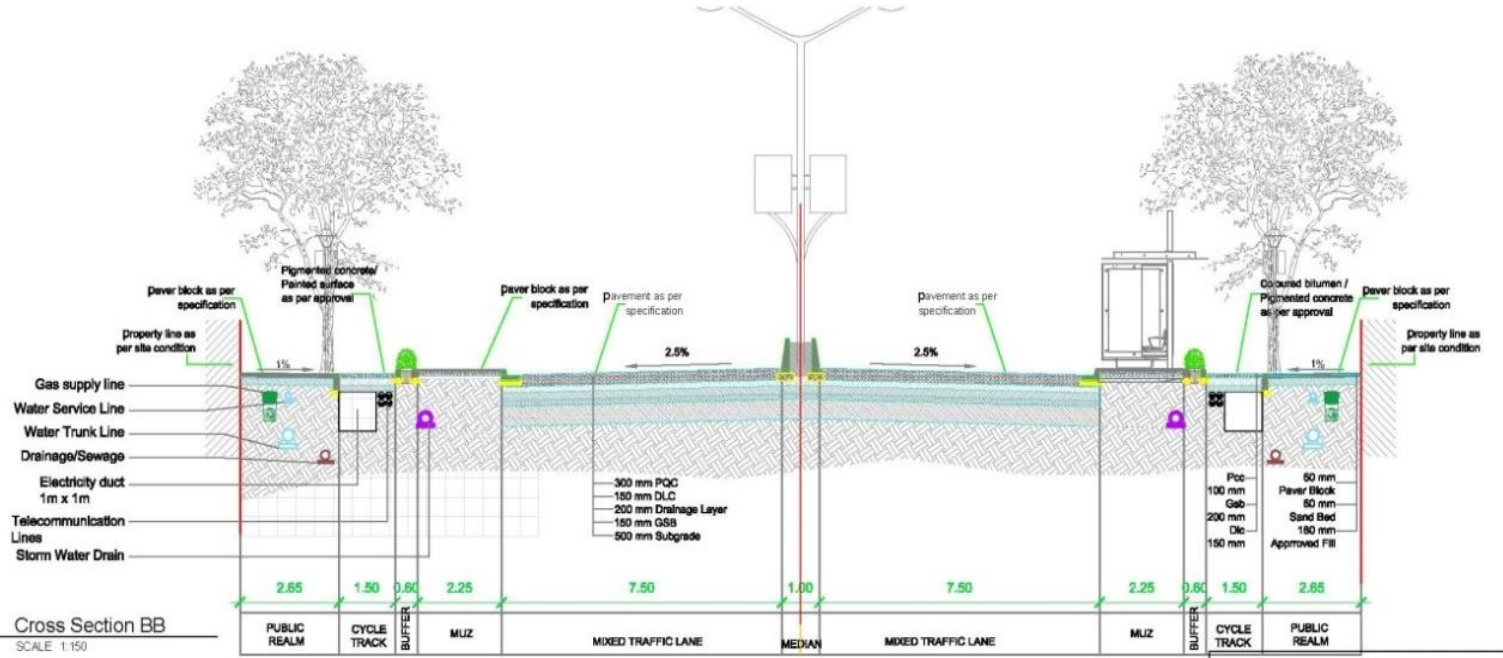 Pigmented concrete/
Painted surface
as per approval
paver block as per
specification
paver block as per
specification
Pavement as per
specification
pavement as per
specification
Coloured bitumen /
Pigmented concrete
as per approval
paver block as per
specification
Property line as
per site condition
Property line as
per site condition
1%
2.5%
2.5%
1%
Gas supply line
Water Service Line
Water Trunk Line
Drainage/Sewage
Electricity duct
1m x 1m
Telecommunication
Lines
Storm Water Drain
300 mm PQC
150 mm DLC
200 mm Drainage Layer
150 mm GSB
500 mm Subgrade
Pcc
100 mm
Gsb
200 mm
Dlc
150 mm
60 mm
Paver Block
50 mm
Sand Bed
150 mm
Approved Fill
2.65 1.50 0.60 2.25 7.50 1.00 7.50 2.25 0.60 1.50 2.65
PUBLIC REALM CYCLE TRACK BUFFER MUZ MIXED TRAFFIC LANE MEDIAN MIXED TRAFFIC LANE MUZ BUFFER CYCLE TRACK PUBLIC REALM
Cross Section BB
SCALE 1:150